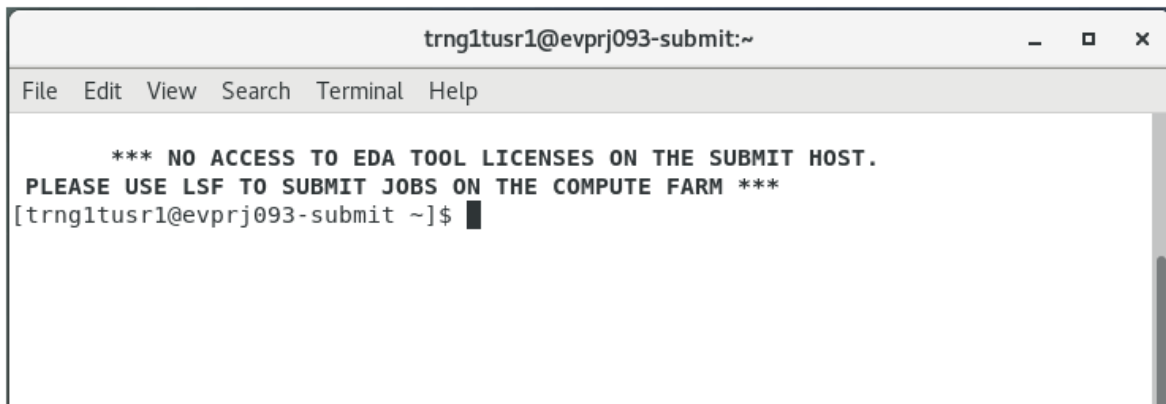 trng1tusr1@evprj093-submit:~
File Edit View Search Terminal Help
*** NO ACCESS TO EDA TOOL LICENSES ON THE SUBMIT HOST.
PLEASE USE LSF TO SUBMIT JOBS ON THE COMPUTE FARM ***
[trng1tusr1@evprj093-submit ~]$